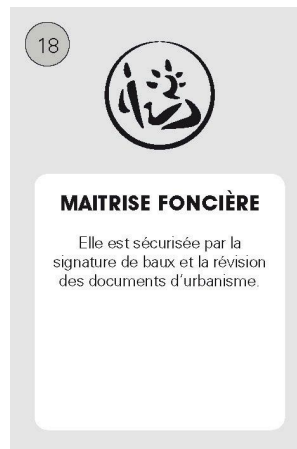 18
MAITRISE FONCIÈRE
Elle est sécurisée par la
signature de baux et la révision
des documents d'urbanisme.